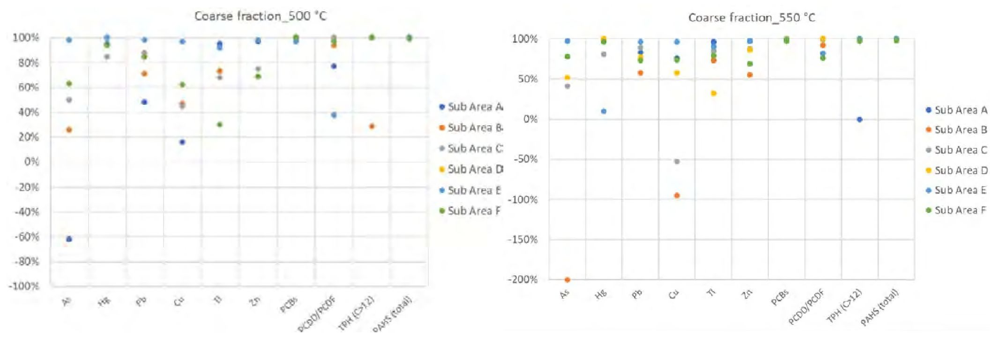 Coarse fraction_500 °C
100%
80%
60%
40%
20%
0%
-20%
-40%
-60%
-80%
-100%
As
Hg
Pb
Cu
Tl
Zn
PCBs
PCDD/PCDF
TPH (C>12)
PAHS (total)
Sub Area A
Sub Area B
Sub Area C
Sub Area D
Sub Area E
Sub Area F
Coarse fraction_550 °C
100%
50%
0%
-50%
-100%
-150%
-200%
As
Hg
Pb
Cu
Tl
Zn
PCBs
PCDD/PCDF
TPH (C>12)
PAHS (total)
Sub Area A
Sub Area B
Sub Area C
Sub Area D
Sub Area E
Sub Area F